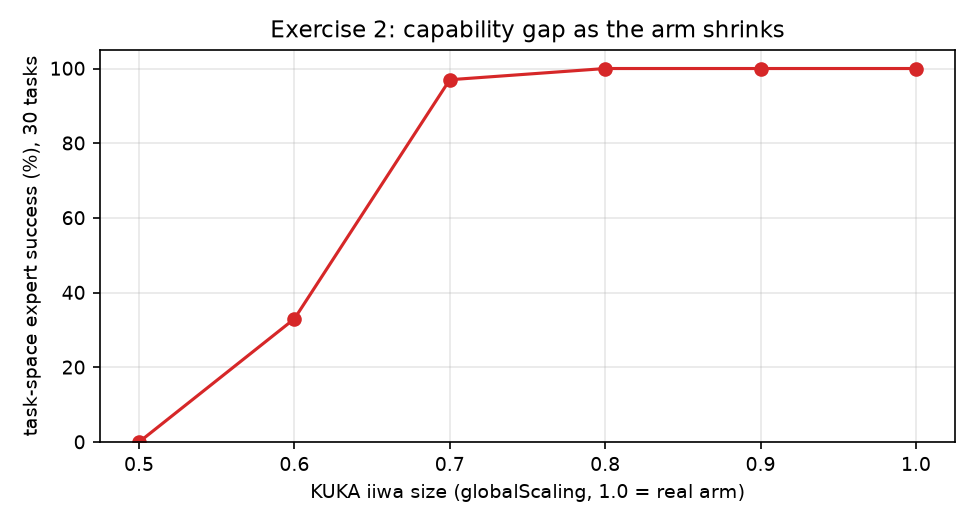 Exercise 2: capability gap as the arm shrinks
task-space expert success (%), 30 tasks
100
80
60
40
20
0
0.5 0.6 0.7 0.8 0.9 1.0
KUKA iiwa size (globalScaling, 1.0 = real arm)